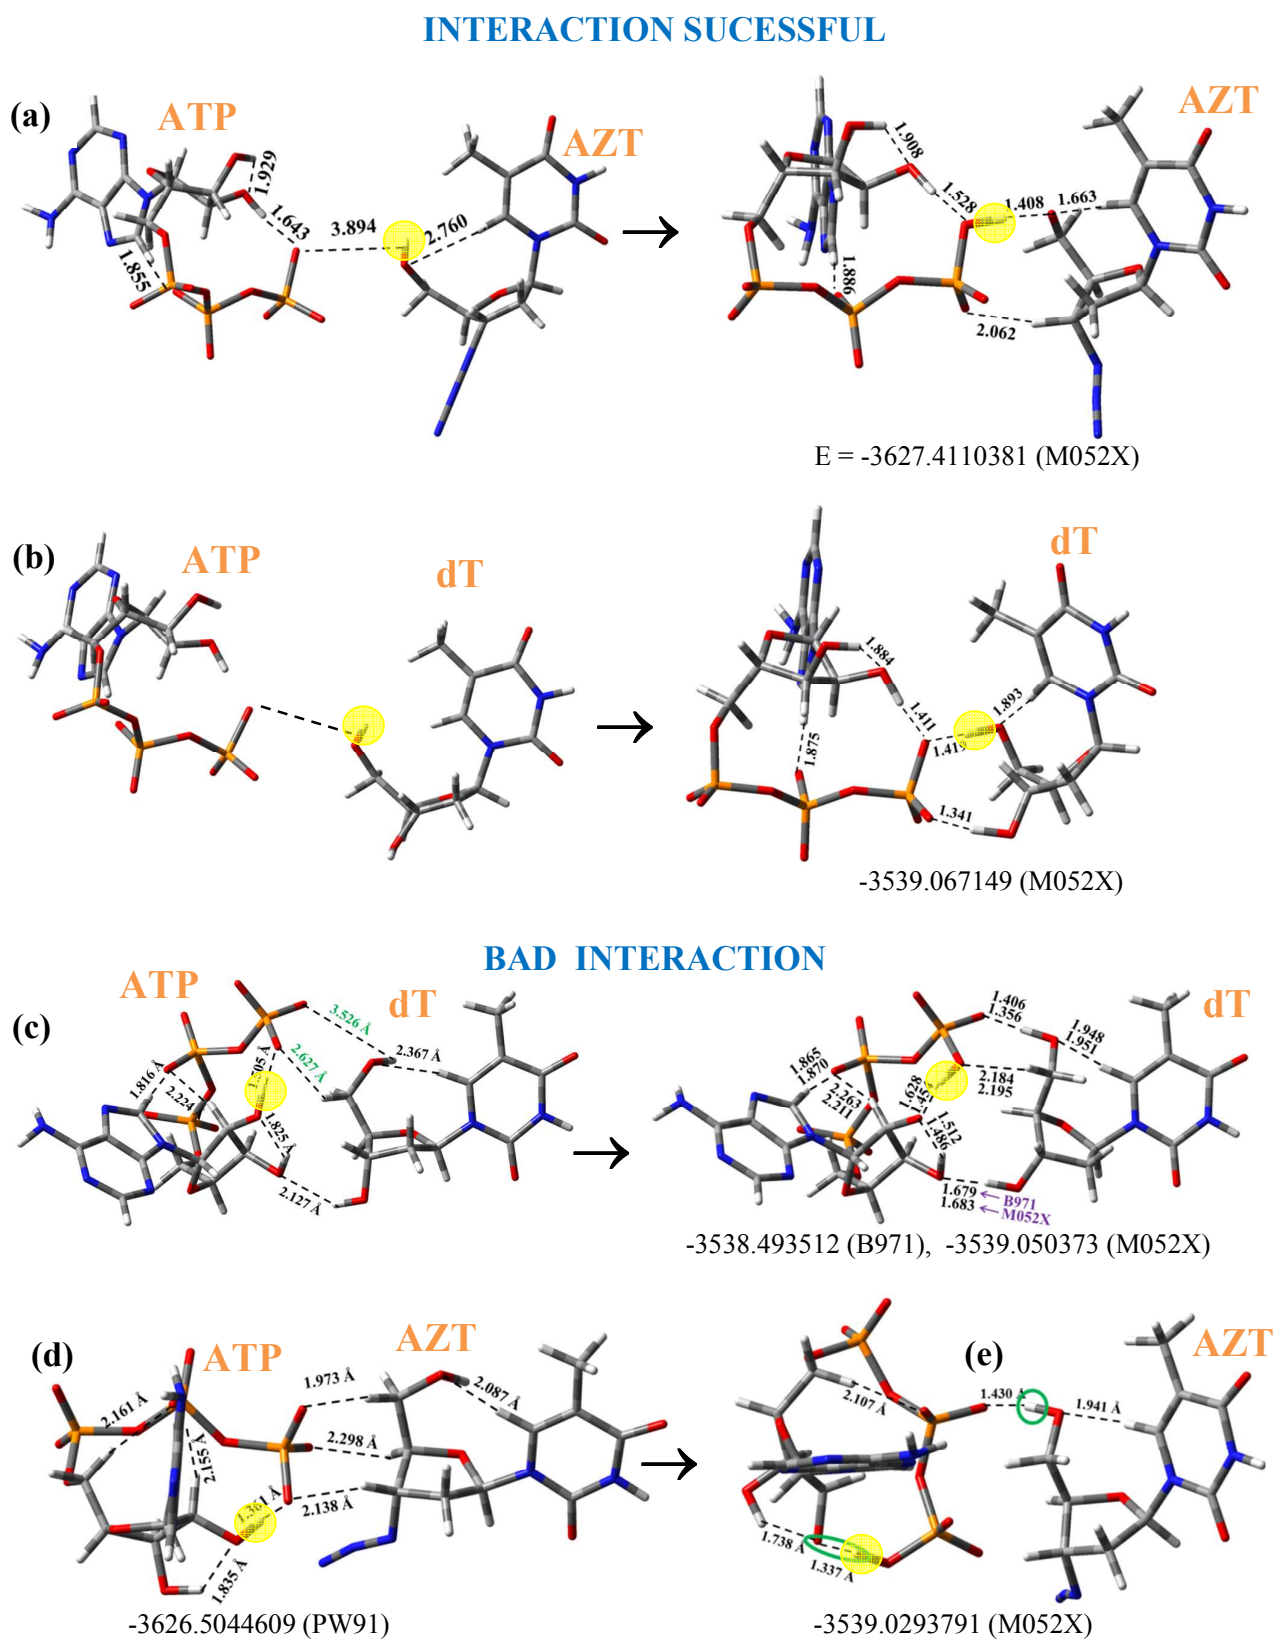 INTERACTION SUCESSFUL
(a)
ATP
AZT
1.929
1.643
3.894
2.760
1.855
AZT
1.908
1.528
1.408
1.663
1.886
2.062
E = -3627.4110381 (M052X)
(b)
ATP
dT
dT
1.884
1.411
1.893
1.875
1.341
-3539.067149 (M052X)
BAD INTERACTION
(c)
ATP
dT
3.526 Å
2.367 Å
2.627 Å
1.816 Å
2.224
1.825 Å
2.127 Å
dT
1.406
1.356
1.948
1.951
1.865
1.870
2.184
2.195
2.263
2.211
1.628
1.512
1.486
1.679
1.683
B971
M052X
-3538.493512 (B971), -3539.050373 (M052X)
(d)
ATP
AZT
1.973 Å
2.087 Å
2.161 Å
2.298 Å
2.155 Å
2.138 Å
1.835 Å
-3626.5044609 (PW91)
(e)
AZT
1.430 Å
1.941 Å
2.107 Å
1.738 Å
1.337 Å
-3539.0293791 (M052X)